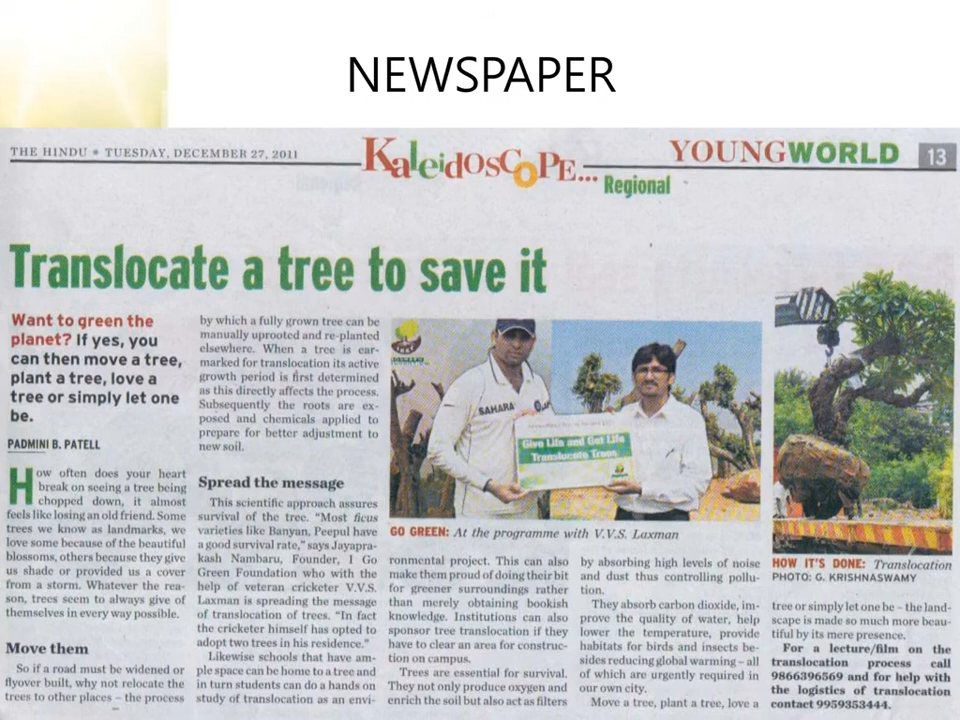 NEWSPAPER
THE HINDU • TUESDAY, DECEMBER 27, 2011
KaleidoscoPE...
Regional
YOUNGWORLD
13
Translocate a tree to save it
Want to green the
planet? If yes, you
can then move a tree,
plant a tree, love a
tree or simply let one
be.
PADMINI B. PATELL
How often does your heart
break on seeing a tree being
chopped down, it almost
feels like losing an old friend. Some
trees we know as landmarks, we
love some because of the beautiful
blossoms, others because they give
us shade or provided us a cover
from a storm. Whatever the rea-
son, trees seem to always give of
themselves in every way possible.
Move them
So if a road must be widened or
flyover built, why not relocate the
trees to other places – the process
by which a fully grown tree can be
manually uprooted and re-planted
elsewhere. When a tree is ear-
marked for translocation its active
growth period is first determined
as this directly affects the process.
Subsequently the roots are ex-
posed and chemicals applied to
prepare for better adjustment to
new soil.
Spread the message
This scientific approach assures
survival of the tree. “Most ficus
varieties like Banyan, Peepul have
a good survival rate,” says Jayapra-
kash Nambaru, Founder, I Go
Green Foundation who with the
help of veteran cricketer V.V.S.
Laxman is spreading the message
of translocation of trees. “In fact
the cricketer himself has opted to
adopt two trees in his residence.”
Likewise schools that have am-
ple space can be home to a tree and
in turn students can do a hands on
study of translocation as an envi-
SAHARA
Give Life and Get Life
Translocate Trees
GO GREEN: At the programme with V.V.S. Laxman
ronmental project. This can also
make them proud of doing their bit
for greener surroundings rather
than merely obtaining bookish
knowledge. Institutions can also
sponsor tree translocation if they
have to clear an area for construc-
tion on campus.
Trees are essential for survival.
They not only produce oxygen and
enrich the soil but also act as filters
by absorbing high levels of noise
and dust thus controlling pollu-
tion.
They absorb carbon dioxide, im-
prove the quality of water, help
lower the temperature, provide
habitats for birds and insects be-
sides reducing global warming – all
of which are urgently required in
our own city.
Move a tree, plant a tree, love a
HOW IT'S DONE: Translocation
PHOTO: G. KRISHNASWAMY
tree or simply let one be – the land-
scape is made so much more beau-
tiful by its mere presence.
For a lecture/film on the
translocation process call
9866396569 and for help with
the logistics of translocation
contact 9959353444.